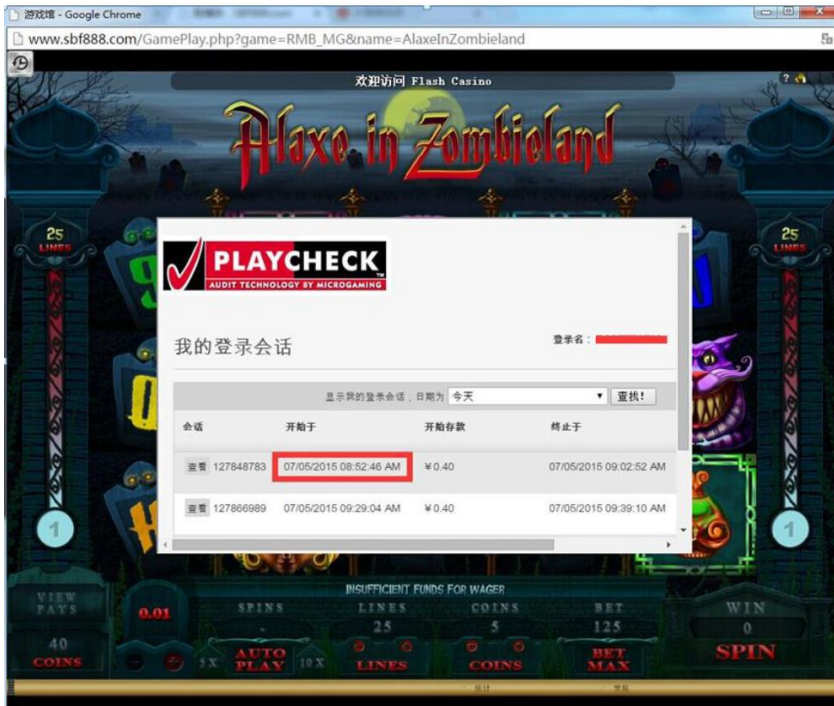 游戏馆 - Google Chrome
www.sbf888.com/GamePlay.php?game=RMB_MG&name=AlaxeInZombieland
欢迎访问 Flash Casino
?
Alaxe in Zombieland
25
LINES
25
LINES
PLAYCHECK
TM
AUDIT TECHNOLOGY BY MICROGAMING
我的登录会话
登录名:
显示我的登录会话,日期为 今天 查找!
会话 开始于 开始存款 终止于
查看 127848783 07/05/2015 08:52:46 AM ¥0.40 07/05/2015 09:02:52 AM
查看 127866989 07/05/2015 09:29:04 AM ¥0.40 07/05/2015 09:39:10 AM
1
1
INSUFFICIENT FUNDS FOR WAGER
VIEW
PAYS
0.01
SPINS
-
LINES
25
COINS
5
BET
125
WIN
0
40
COINS
5X
AUTO
PLAY
10X
LINES
COINS
BET
MAX
SPIN